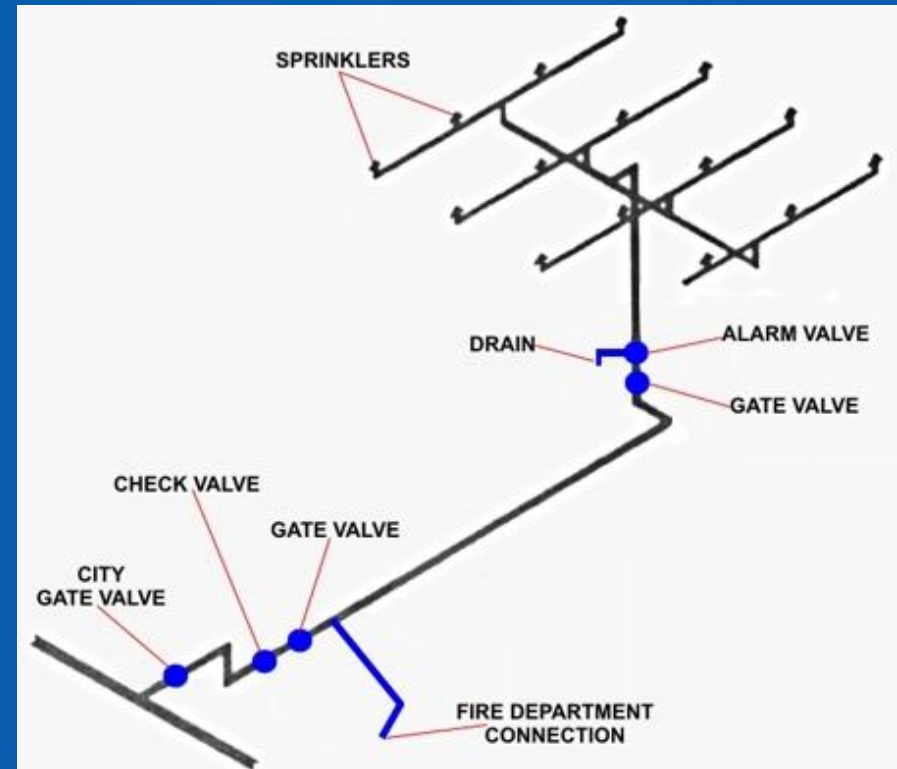 SPRINKLERS
DRAIN
ALARM VALVE
GATE VALVE
CHECK VALVE
GATE VALVE
CITY
GATE VALVE
FIRE DEPARTMENT
CONNECTION